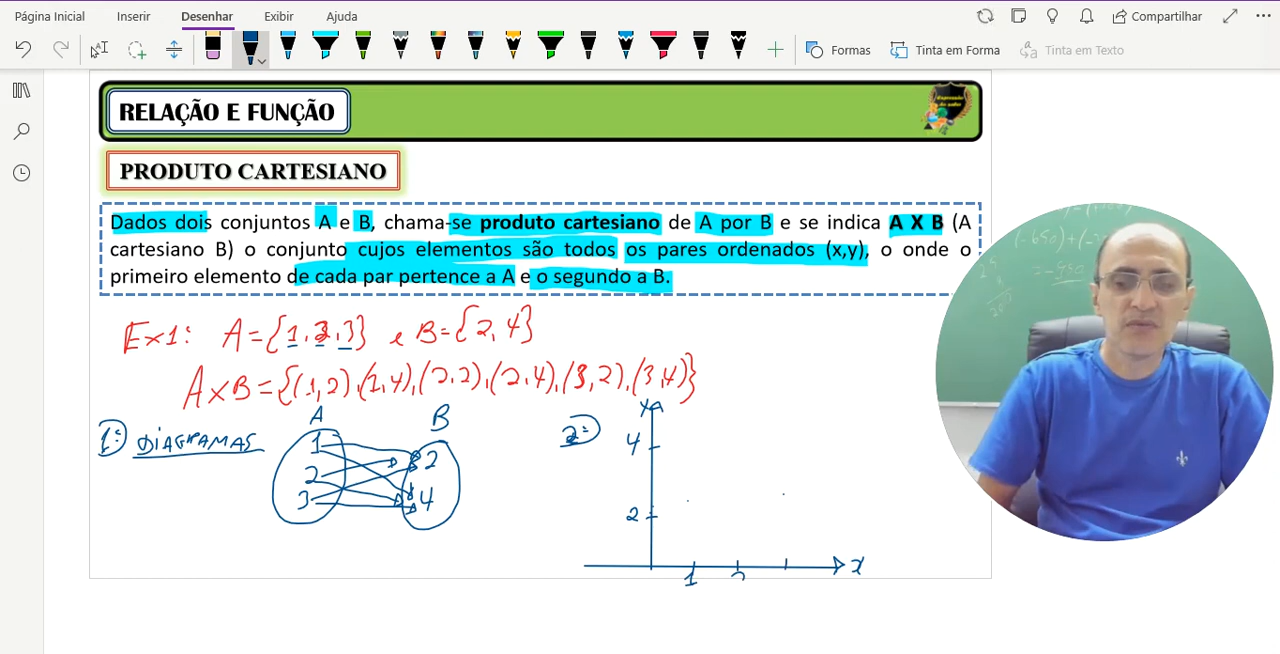 Página Inicial Inserir Desenhar Exibir Ajuda Compartilhar
Formas Tinta em Forma Tinta em Texto
RELAÇÃO E FUNÇÃO
PRODUTO CARTESIANO
Dados dois conjuntos A e B, chama-se produto cartesiano de A por B e se indica A X B (A
cartesiano B) o conjunto cujos elementos são todos os pares ordenados (x,y), o onde o
primeiro elemento de cada par pertence a A e o segundo a B.
Ex1: A={1,2,3} e B={2,4}
AxB={(1,2),(1,4),(2,2),(2,4),(3,2),(3,4)}
1º) DIAGRAMAS
A B
1
2
3
2
4
2º)
Y
4
2
1 2 x